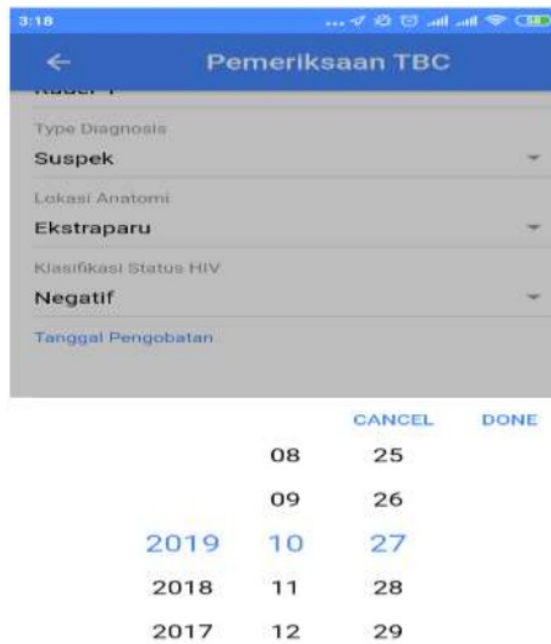 3:18
Pemeriksaan TBC
Type Diagnosis
Suspek
Lokasi Anatomi
Ekstraparu
Klasifikasi Status HIV
Negatif
Tanggal Pengobatan
CANCEL DONE
08 25
09 26
2019 10 27
2018 11 28
2017 12 29